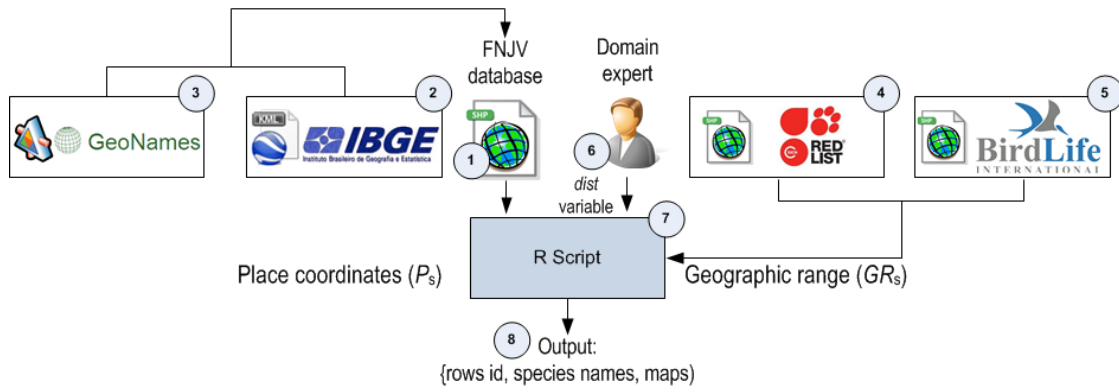 FNJV
database
Domain
expert
3
GeoNames
2
KML
IBGE
Instituto Brasileiro de Geografia e Estatística
SHP
1
6
dist
variable
4
SHP
RED
LIST
5
SHP
BirdLife
INTERNATIONAL
7
R Script
Place coordinates (Ps)
Geographic range (GRs)
8
Output:
{rows id, species names, maps)